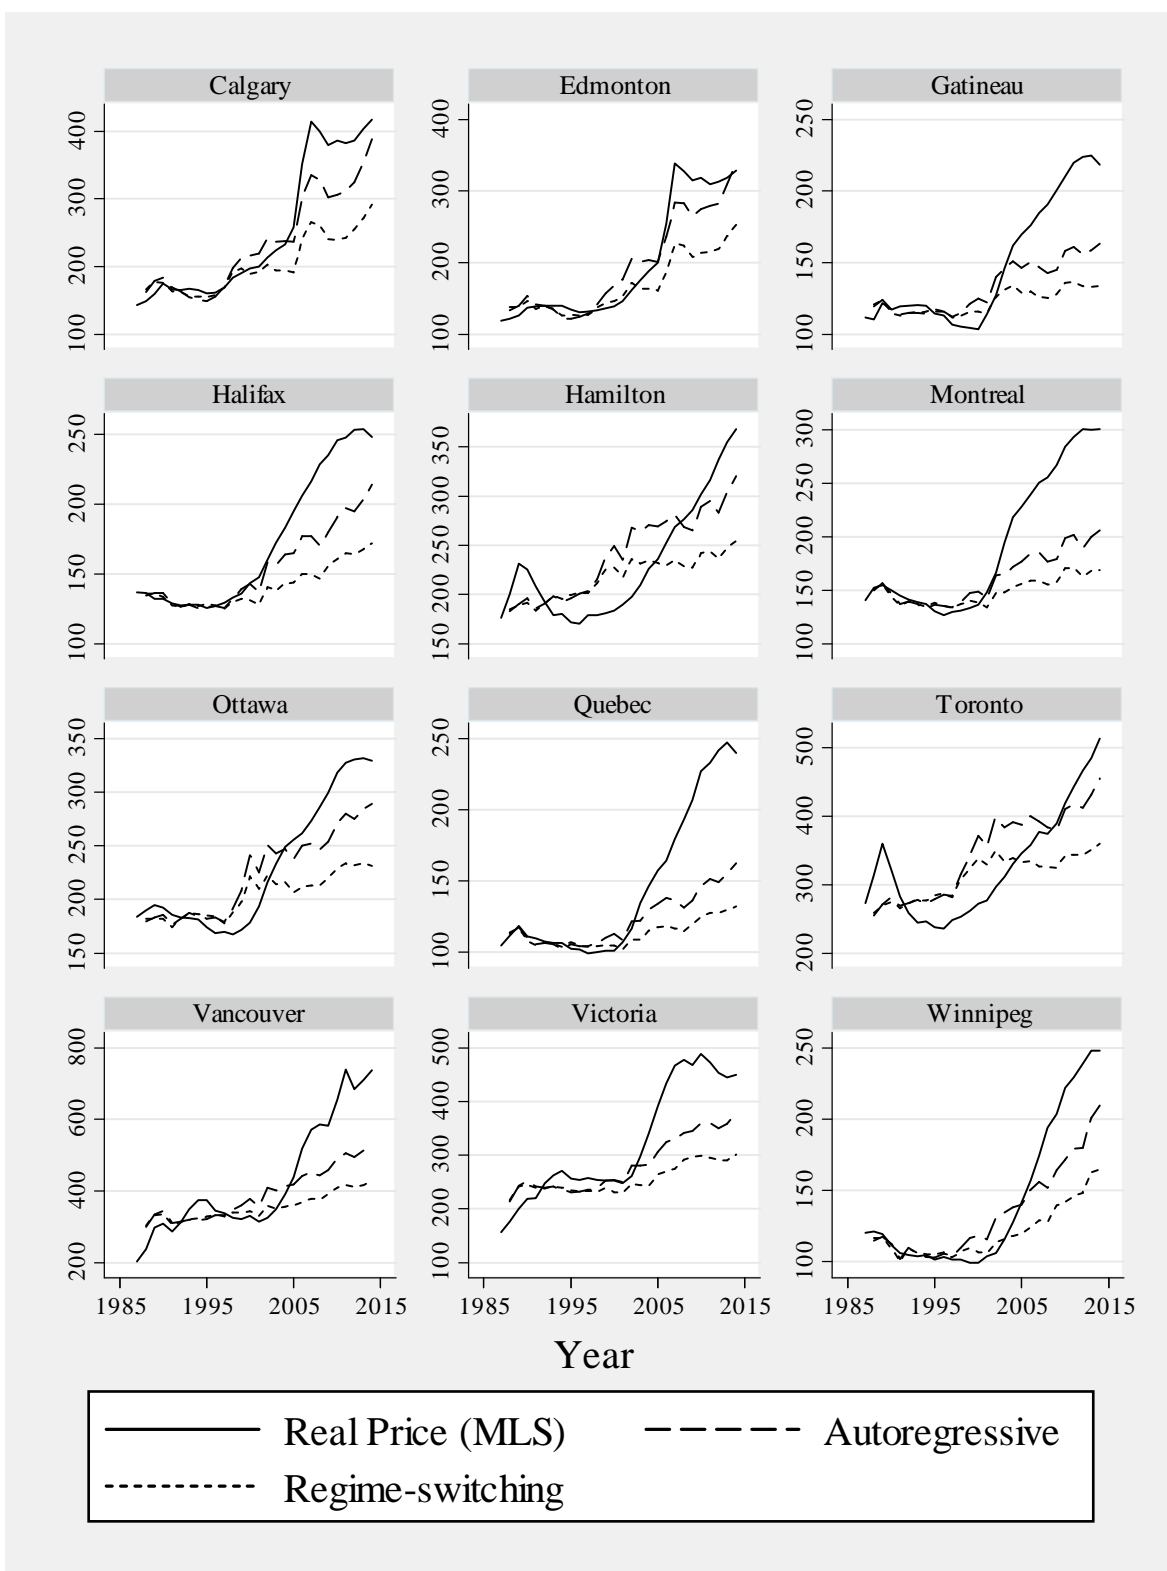 Calgary Edmonton Gatineau
400 300 200 100
400 300 200 100
250 200 150 100
Halifax Hamilton Montreal
250 200 150 100
350 300 250 200 150
300 250 200 150 100
Ottawa Quebec Toronto
350 300 250 200 150
250 200 150 100
500 400 300 200
Vancouver Victoria Winnipeg
800 600 400 200
500 400 300 200 100
250 200 150 100
1985 1995 2005 2015 1985 1995 2005 2015 1985 1995 2005 2015
Year
Real Price (MLS) Autoregressive
Regime-switching